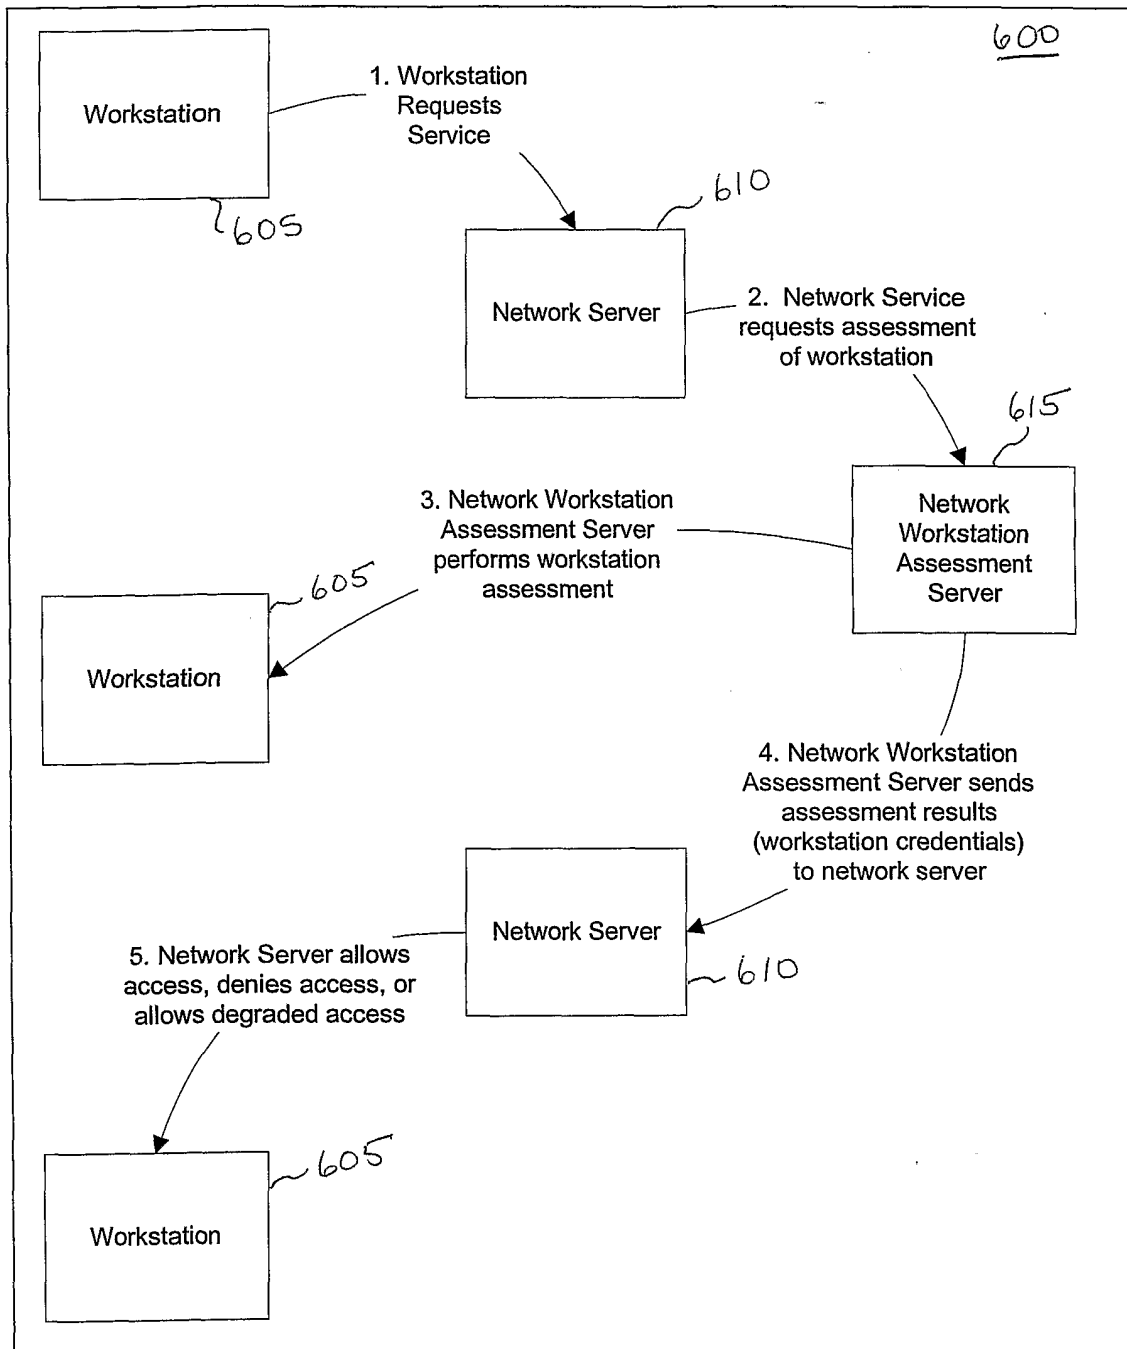 600
Workstation
605
1. Workstation
Requests
Service
610
Network Server
2. Network Service
requests assessment
of workstation
615
Network
Workstation
Assessment
Server
3. Network Workstation
Assessment Server
performs workstation
assessment
605
Workstation
4. Network Workstation
Assessment Server sends
assessment results
(workstation credentials)
to network server
Network Server
610
5. Network Server allows
access, denies access, or
allows degraded access
605
Workstation